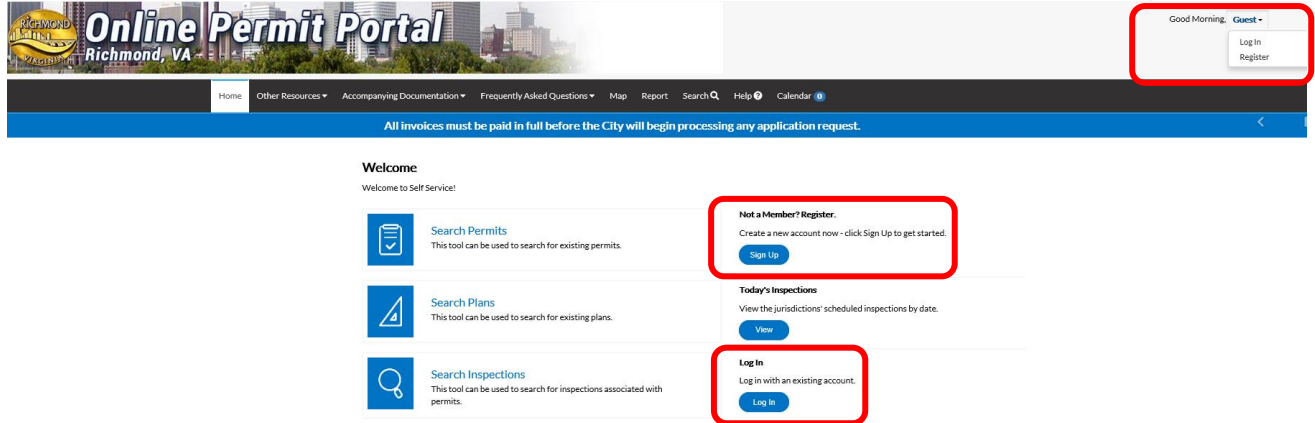 RICHMOND
VIRGINIA
Online Permit Portal
Richmond, VA
Good Morning, Guest
Log In
Register
Home Other Resources Accompanying Documentation Frequently Asked Questions Map Report Search Help Calendar 0
All invoices must be paid in full before the City will begin processing any application request.
Welcome
Welcome to Self Service!
Search Permits
This tool can be used to search for existing permits.
Not a Member? Register.
Create a new account now - click Sign Up to get started.
Sign Up
Search Plans
This tool can be used to search for existing plans.
Today's Inspections
View the jurisdictions' scheduled inspections by date.
View
Search Inspections
This tool can be used to search for inspections associated with
permits.
Log In
Log in with an existing account.
Log In